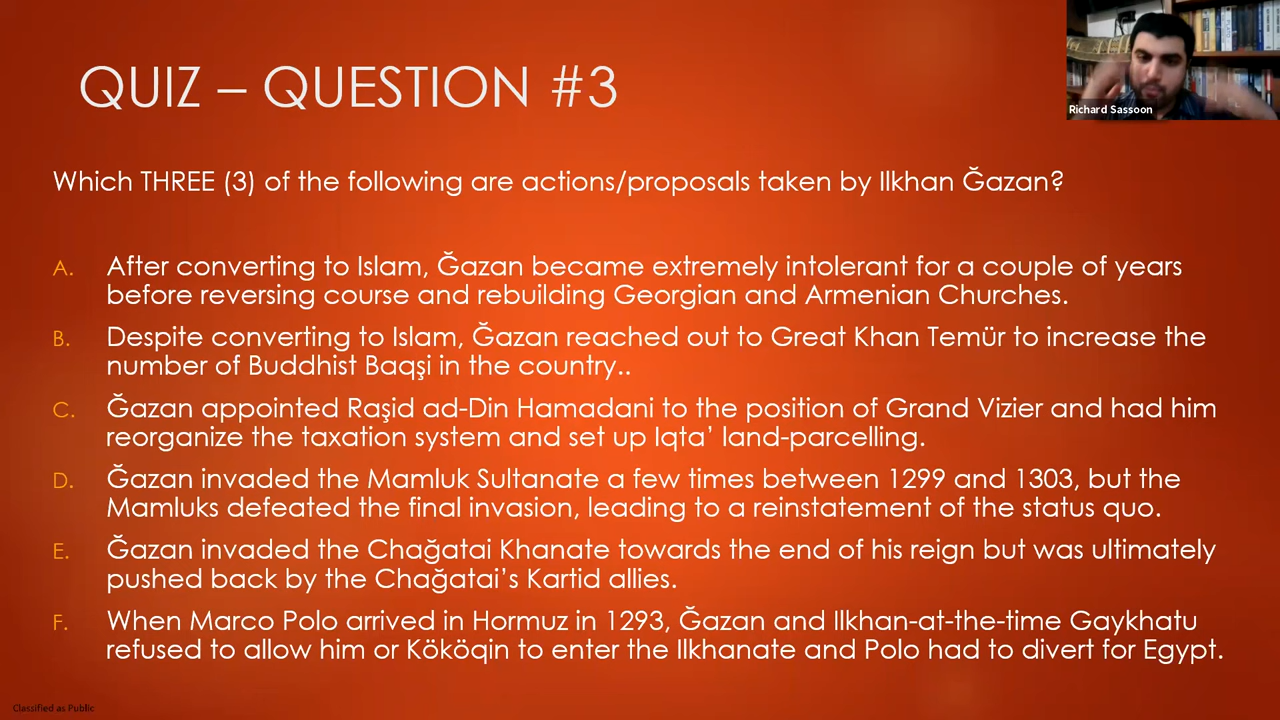 QUIZ – QUESTION #3
Richard Sassoon
Which THREE (3) of the following are actions/proposals taken by Ilkhan Ğazan?
A. After converting to Islam, Ğazan became extremely intolerant for a couple of years
before reversing course and rebuilding Georgian and Armenian Churches.
B. Despite converting to Islam, Ğazan reached out to Great Khan Temür to increase the
number of Buddhist Baqşi in the country..
C. Ğazan appointed Raşid ad-Din Hamadani to the position of Grand Vizier and had him
reorganize the taxation system and set up Iqta’ land-parcelling.
D. Ğazan invaded the Mamluk Sultanate a few times between 1299 and 1303, but the
Mamluks defeated the final invasion, leading to a reinstatement of the status quo.
E. Ğazan invaded the Chağatai Khanate towards the end of his reign but was ultimately
pushed back by the Chağatai’s Kartid allies.
F. When Marco Polo arrived in Hormuz in 1293, Ğazan and Ilkhan-at-the-time Gaykhatu
refused to allow him or Kököqin to enter the Ilkhanate and Polo had to divert for Egypt.
Classified as Public